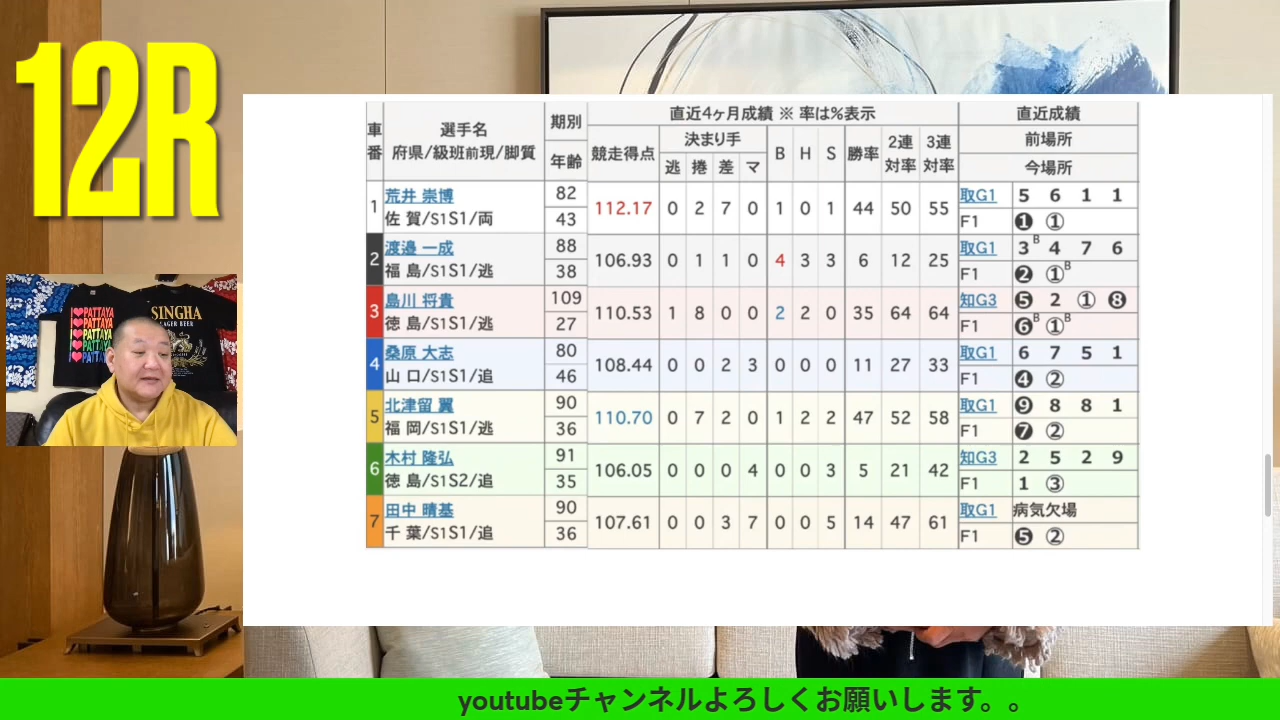 12R
車番 選手名 府県/級班前現/脚質 期別 年齢 直近4ヶ月成績 ※ 率は%表示 直近成績
競走得点 決まり手 B H S 勝率 2連対率 3連対率 前場所
逃 捲 差 マ 今場所
1 荒井 崇博 82 112.17 0 2 7 0 1 0 1 44 50 55 取G1 5 6 1 1
佐 賀/S1S1/両 43 F1 ❶ ①
2 渡邉 一成 88 106.93 0 1 1 0 4 3 3 6 12 25 取G1 3B 4 7 6
福 島/S1S1/逃 38 F1 ❷ ①B
3 島川 将貴 109 110.53 1 8 0 0 2 2 0 35 64 64 知G3 ❺ 2 ① ❽
徳 島/S1S1/逃 27 F1 ❻B ①B
4 桑原 大志 80 108.44 0 0 2 3 0 0 0 11 27 33 取G1 6 7 5 1
山 口/S1S1/追 46 F1 ❹ ②
5 北津留 翼 90 110.70 0 7 2 0 1 2 2 47 52 58 取G1 ❾ 8 8 1
福 岡/S1S1/逃 36 F1 ❼ ②
6 木村 隆弘 91 106.05 0 0 0 4 0 0 3 5 21 42 知G3 2 5 2 9
徳 島/S1S2/追 35 F1 1 ③
7 田中 晴基 90 107.61 0 0 3 7 0 0 5 14 47 61 取G1 病気欠場
千 葉/S1S1/追 36 F1 ❺ ②
I♥PATTAYA
I♥PATTAYA
I♥PATTAYA
I♥PATTAYA
I♥PATTAYA
SINGHA
LAGER BEER
youtubeチャンネルよろしくお願いします。。